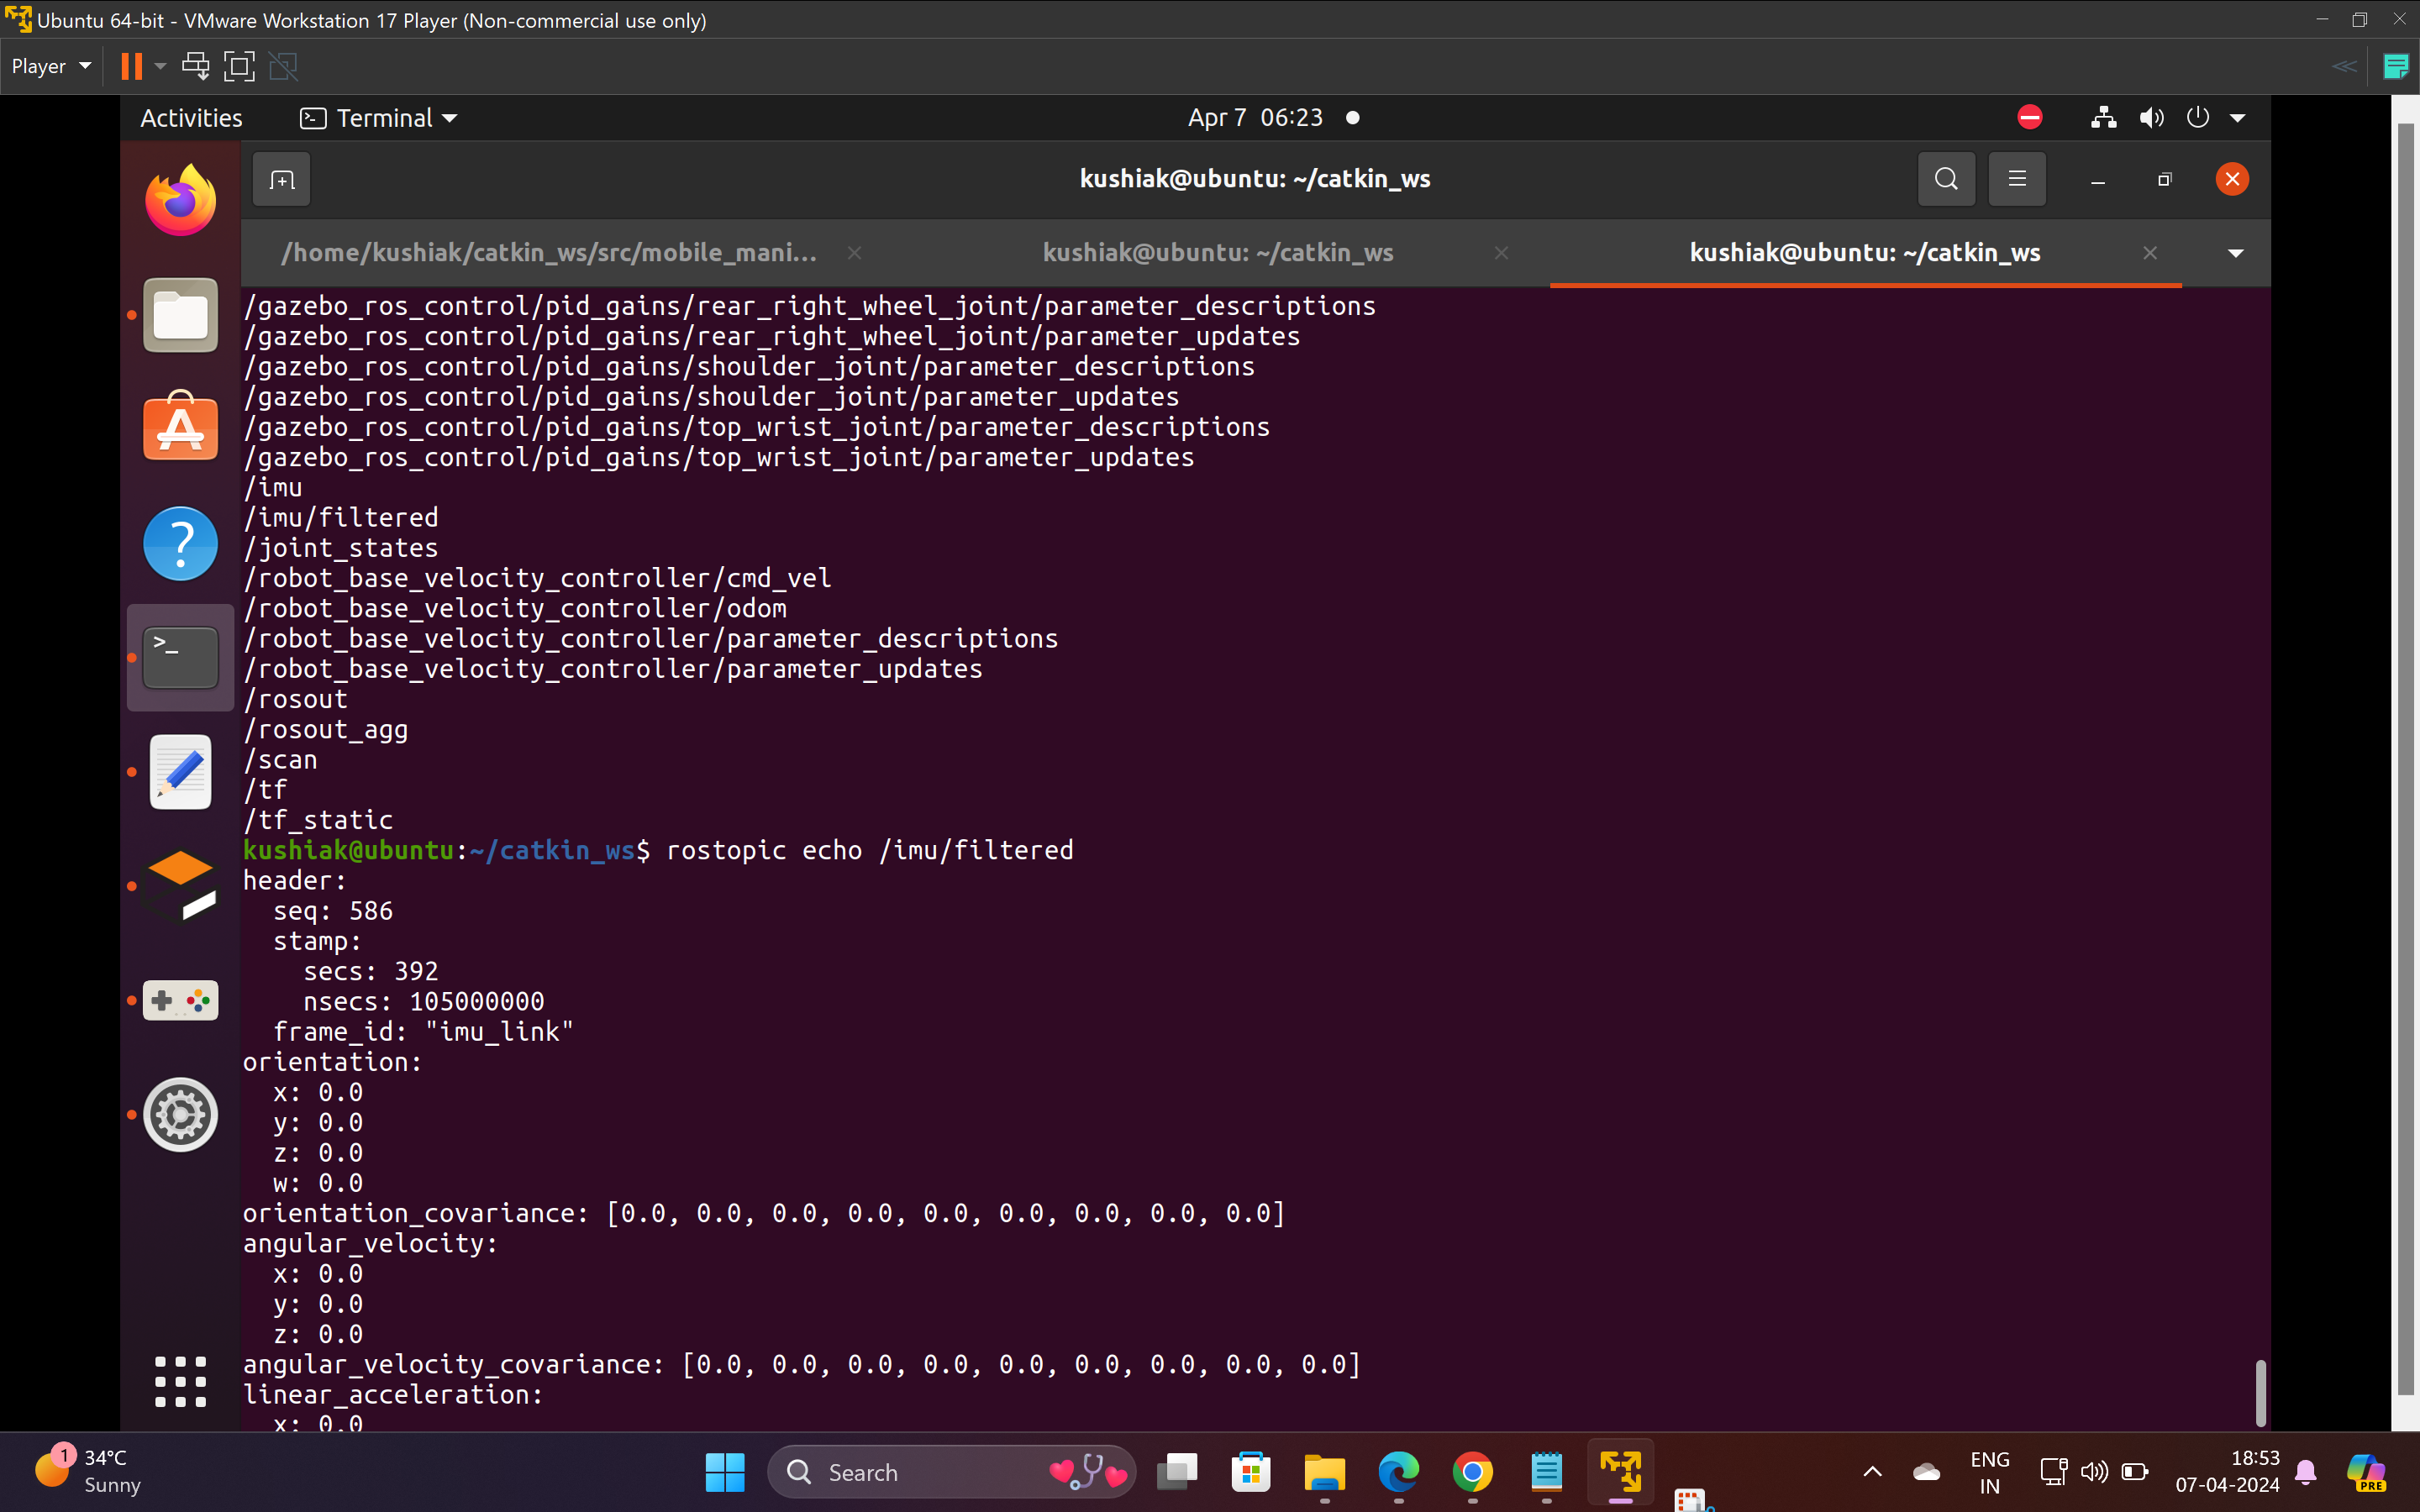 Ubuntu 64-bit - VMware Workstation 17 Player (Non-commercial use only)
Player
Activities
Terminal
Apr 7 06:23
kushiak@ubuntu: ~/catkin_ws
/home/kushiak/catkin_ws/src/mobile_mani...
kushiak@ubuntu: ~/catkin_ws
kushiak@ubuntu: ~/catkin_ws
/gazebo_ros_control/pid_gains/rear_right_wheel_joint/parameter_descriptions
/gazebo_ros_control/pid_gains/rear_right_wheel_joint/parameter_updates
/gazebo_ros_control/pid_gains/shoulder_joint/parameter_descriptions
/gazebo_ros_control/pid_gains/shoulder_joint/parameter_updates
/gazebo_ros_control/pid_gains/top_wrist_joint/parameter_descriptions
/gazebo_ros_control/pid_gains/top_wrist_joint/parameter_updates
/imu
/imu/filtered
/joint_states
/robot_base_velocity_controller/cmd_vel
/robot_base_velocity_controller/odom
/robot_base_velocity_controller/parameter_descriptions
/robot_base_velocity_controller/parameter_updates
/rosout
/rosout_agg
/scan
/tf
/tf_static
kushiak@ubuntu:~/catkin_ws$ rostopic echo /imu/filtered
header:
  seq: 586
  stamp:
    secs: 392
    nsecs: 105000000
  frame_id: "imu_link"
orientation:
  x: 0.0
  y: 0.0
  z: 0.0
  w: 0.0
orientation_covariance: [0.0, 0.0, 0.0, 0.0, 0.0, 0.0, 0.0, 0.0, 0.0]
angular_velocity:
  x: 0.0
  y: 0.0
  z: 0.0
angular_velocity_covariance: [0.0, 0.0, 0.0, 0.0, 0.0, 0.0, 0.0, 0.0, 0.0]
linear_acceleration:
  x: 0.0
1
34°C
Sunny
Search
ENG
IN
18:53
07-04-2024
PRE